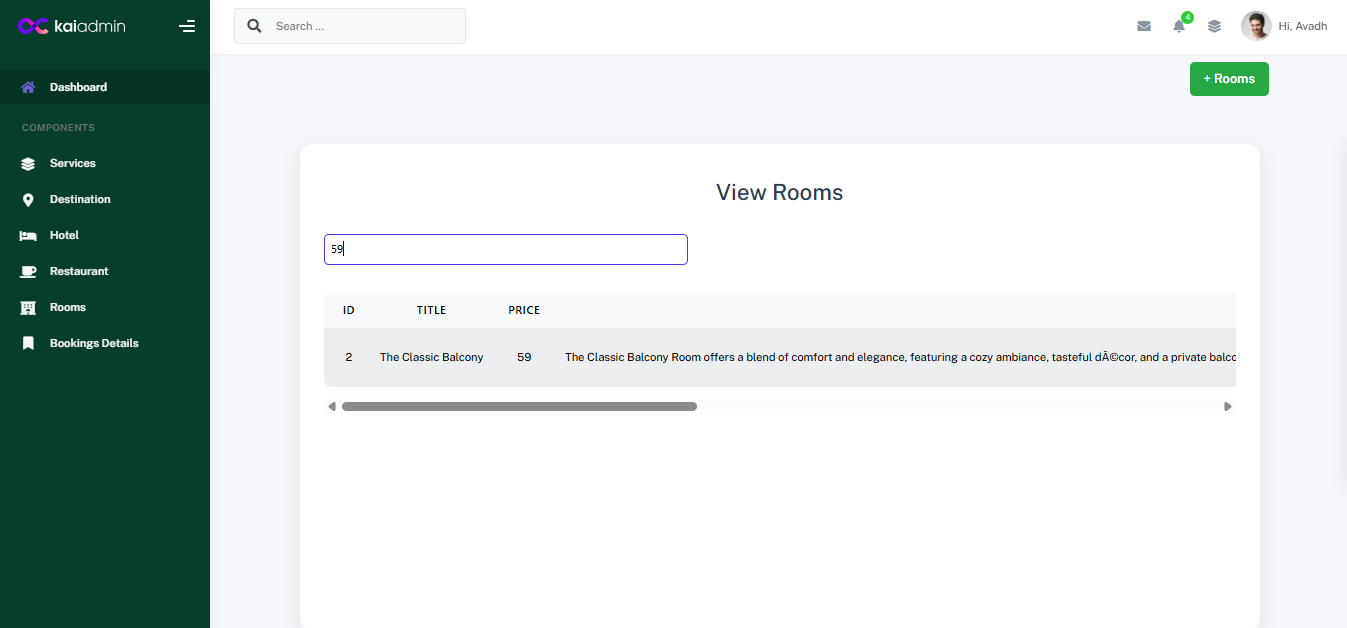 kaiadmin
Search ...
4
Hi, Avadh
Dashboard
+ Rooms
COMPONENTS
Services
Destination
Hotel
Restaurant
Rooms
Bookings Details
View Rooms
59
ID TITLE PRICE
2 The Classic Balcony 59 The Classic Balcony Room offers a blend of comfort and elegance, featuring a cozy ambiance, tasteful dÃ©cor, and a private balco